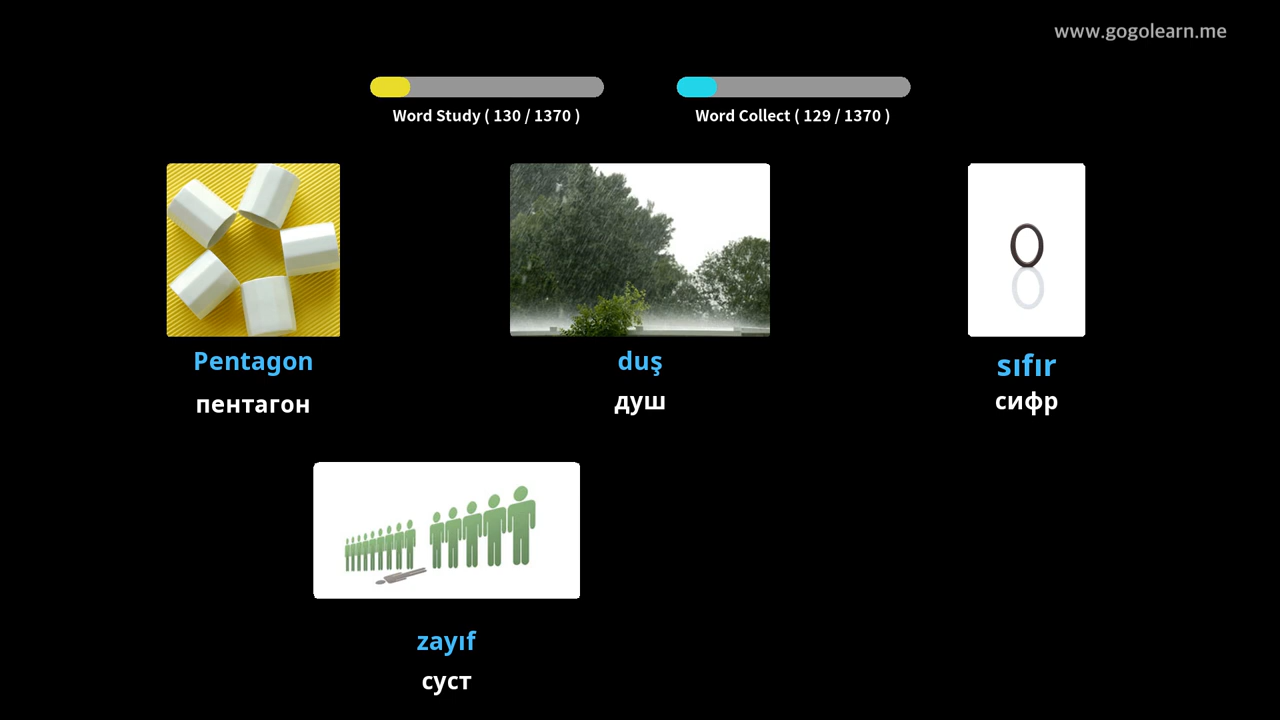 www.gogolearn.me
Word Study ( 130 / 1370 )
Word Collect ( 129 / 1370 )
Pentagon
пентагон
duş
душ
sıfır
сифр
zayıf
суст